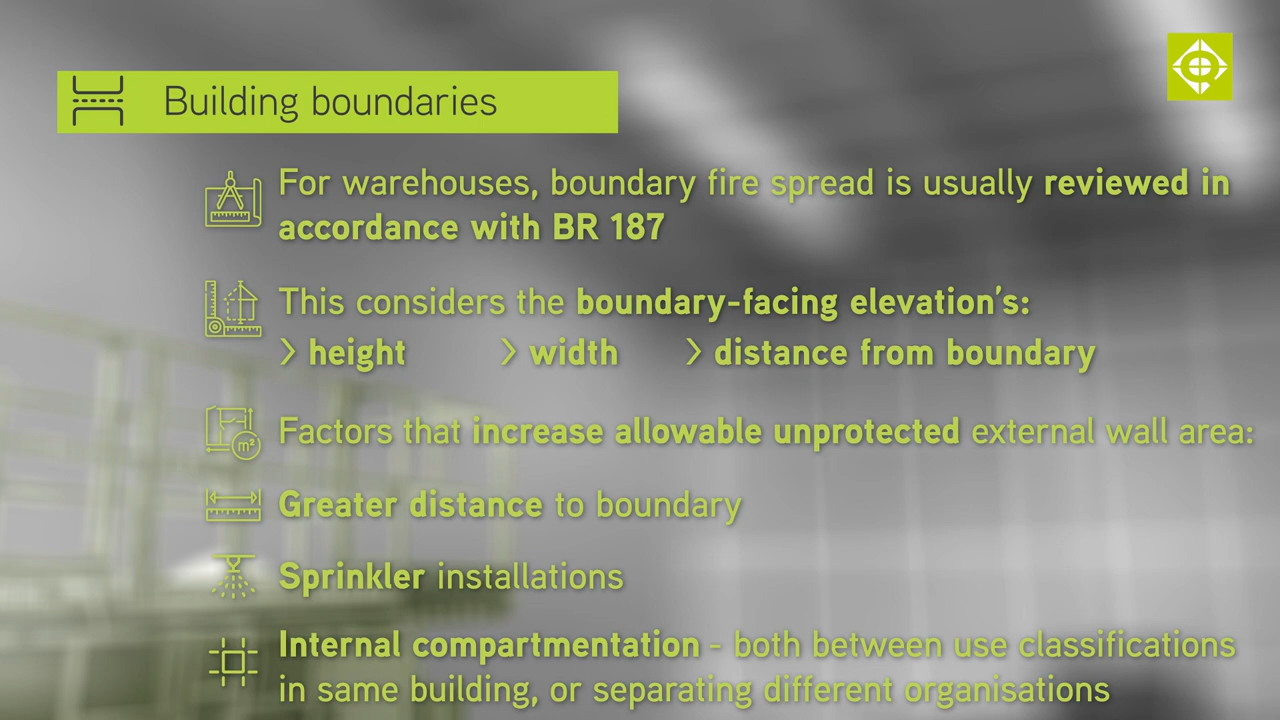 Building boundaries
For warehouses, boundary fire spread is usually reviewed in
accordance with BR 187
This considers the boundary-facing elevation's:
> height > width > distance from boundary
m²
Factors that increase allowable unprotected external wall area:
Greater distance to boundary
Sprinkler installations
Internal compartmentation - both between use classifications
in same building, or separating different organisations